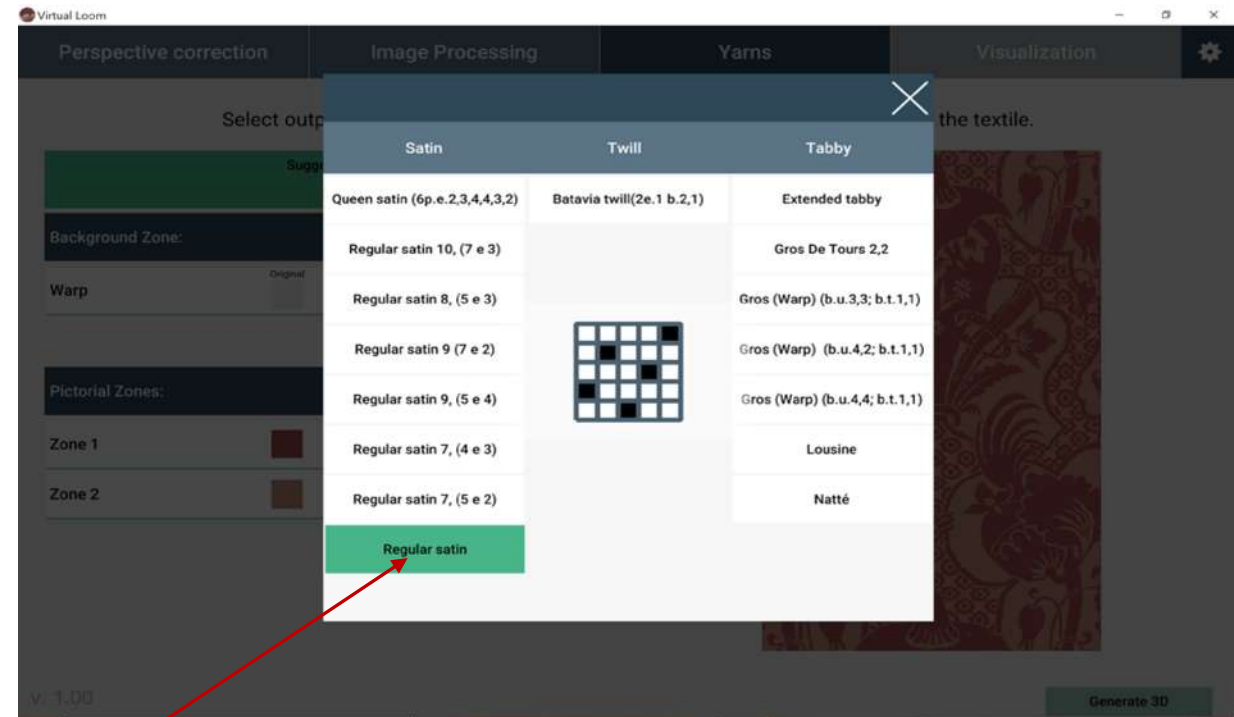 Virtual Loom
Perspective correction
Image Processing
Yarns
Visualization
Select outp
the textile.
Sugge
Background Zone:
Warp
Original
Pictorial Zones:
Zone 1
Zone 2
Satin
Twill
Tabby
Queen satin (6p.e.2,3,4,4,3,2)
Batavia twill(2e.1 b.2,1)
Extended tabby
Regular satin 10, (7 e 3)
Gros De Tours 2,2
Regular satin 8, (5 e 3)
Gros (Warp) (b.u.3,3; b.t.1,1)
Regular satin 9 (7 e 2)
Gros (Warp) (b.u.4,2; b.t.1,1)
Regular satin 9, (5 e 4)
Gros (Warp) (b.u.4,4; b.t.1,1)
Regular satin 7, (4 e 3)
Lousine
Regular satin 7, (5 e 2)
Natté
Regular satin
v. 1.00
Generate 3D